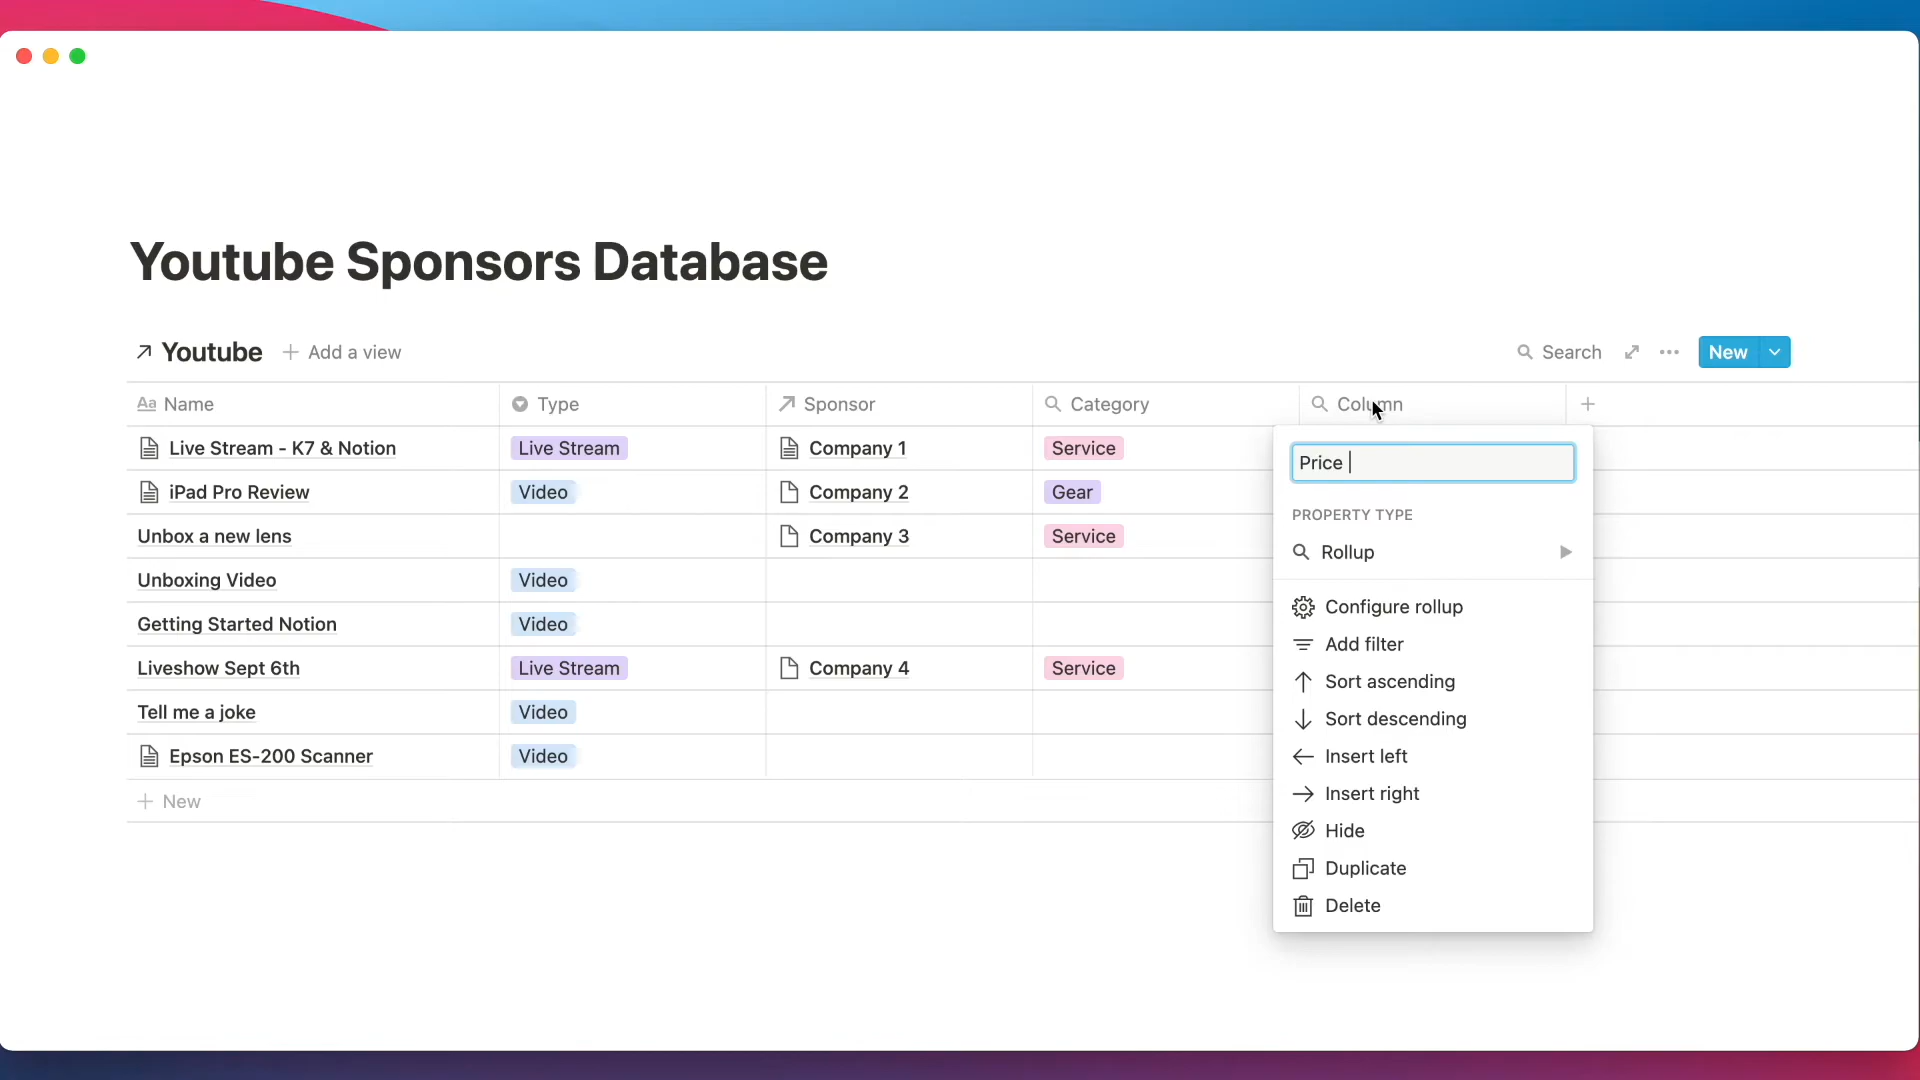 Youtube Sponsors Database
Youtube Add a view Search New
Aa Name Type Sponsor Category Column
Live Stream - K7 & Notion Live Stream Company 1 Service
Price
iPad Pro Review Video Company 2 Gear
PROPERTY TYPE
Unbox a new lens Company 3 Service
Rollup
Unboxing Video Video
Configure rollup
Getting Started Notion Video
Add filter
Liveshow Sept 6th Live Stream Company 4 Service
Sort ascending
Tell me a joke Video
Sort descending
Epson ES-200 Scanner Video
Insert left
New
Insert right
Hide
Duplicate
Delete